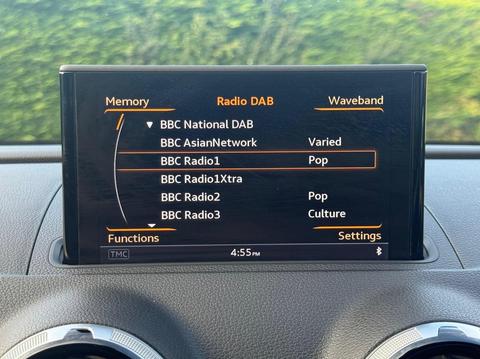 Memory Radio DAB Waveband
▼ BBC National DAB
BBC AsianNetwork Varied
BBC Radio1 Pop
BBC Radio1Xtra
BBC Radio2 Pop
BBC Radio3 Culture
Functions Settings
TMC 4:55PM